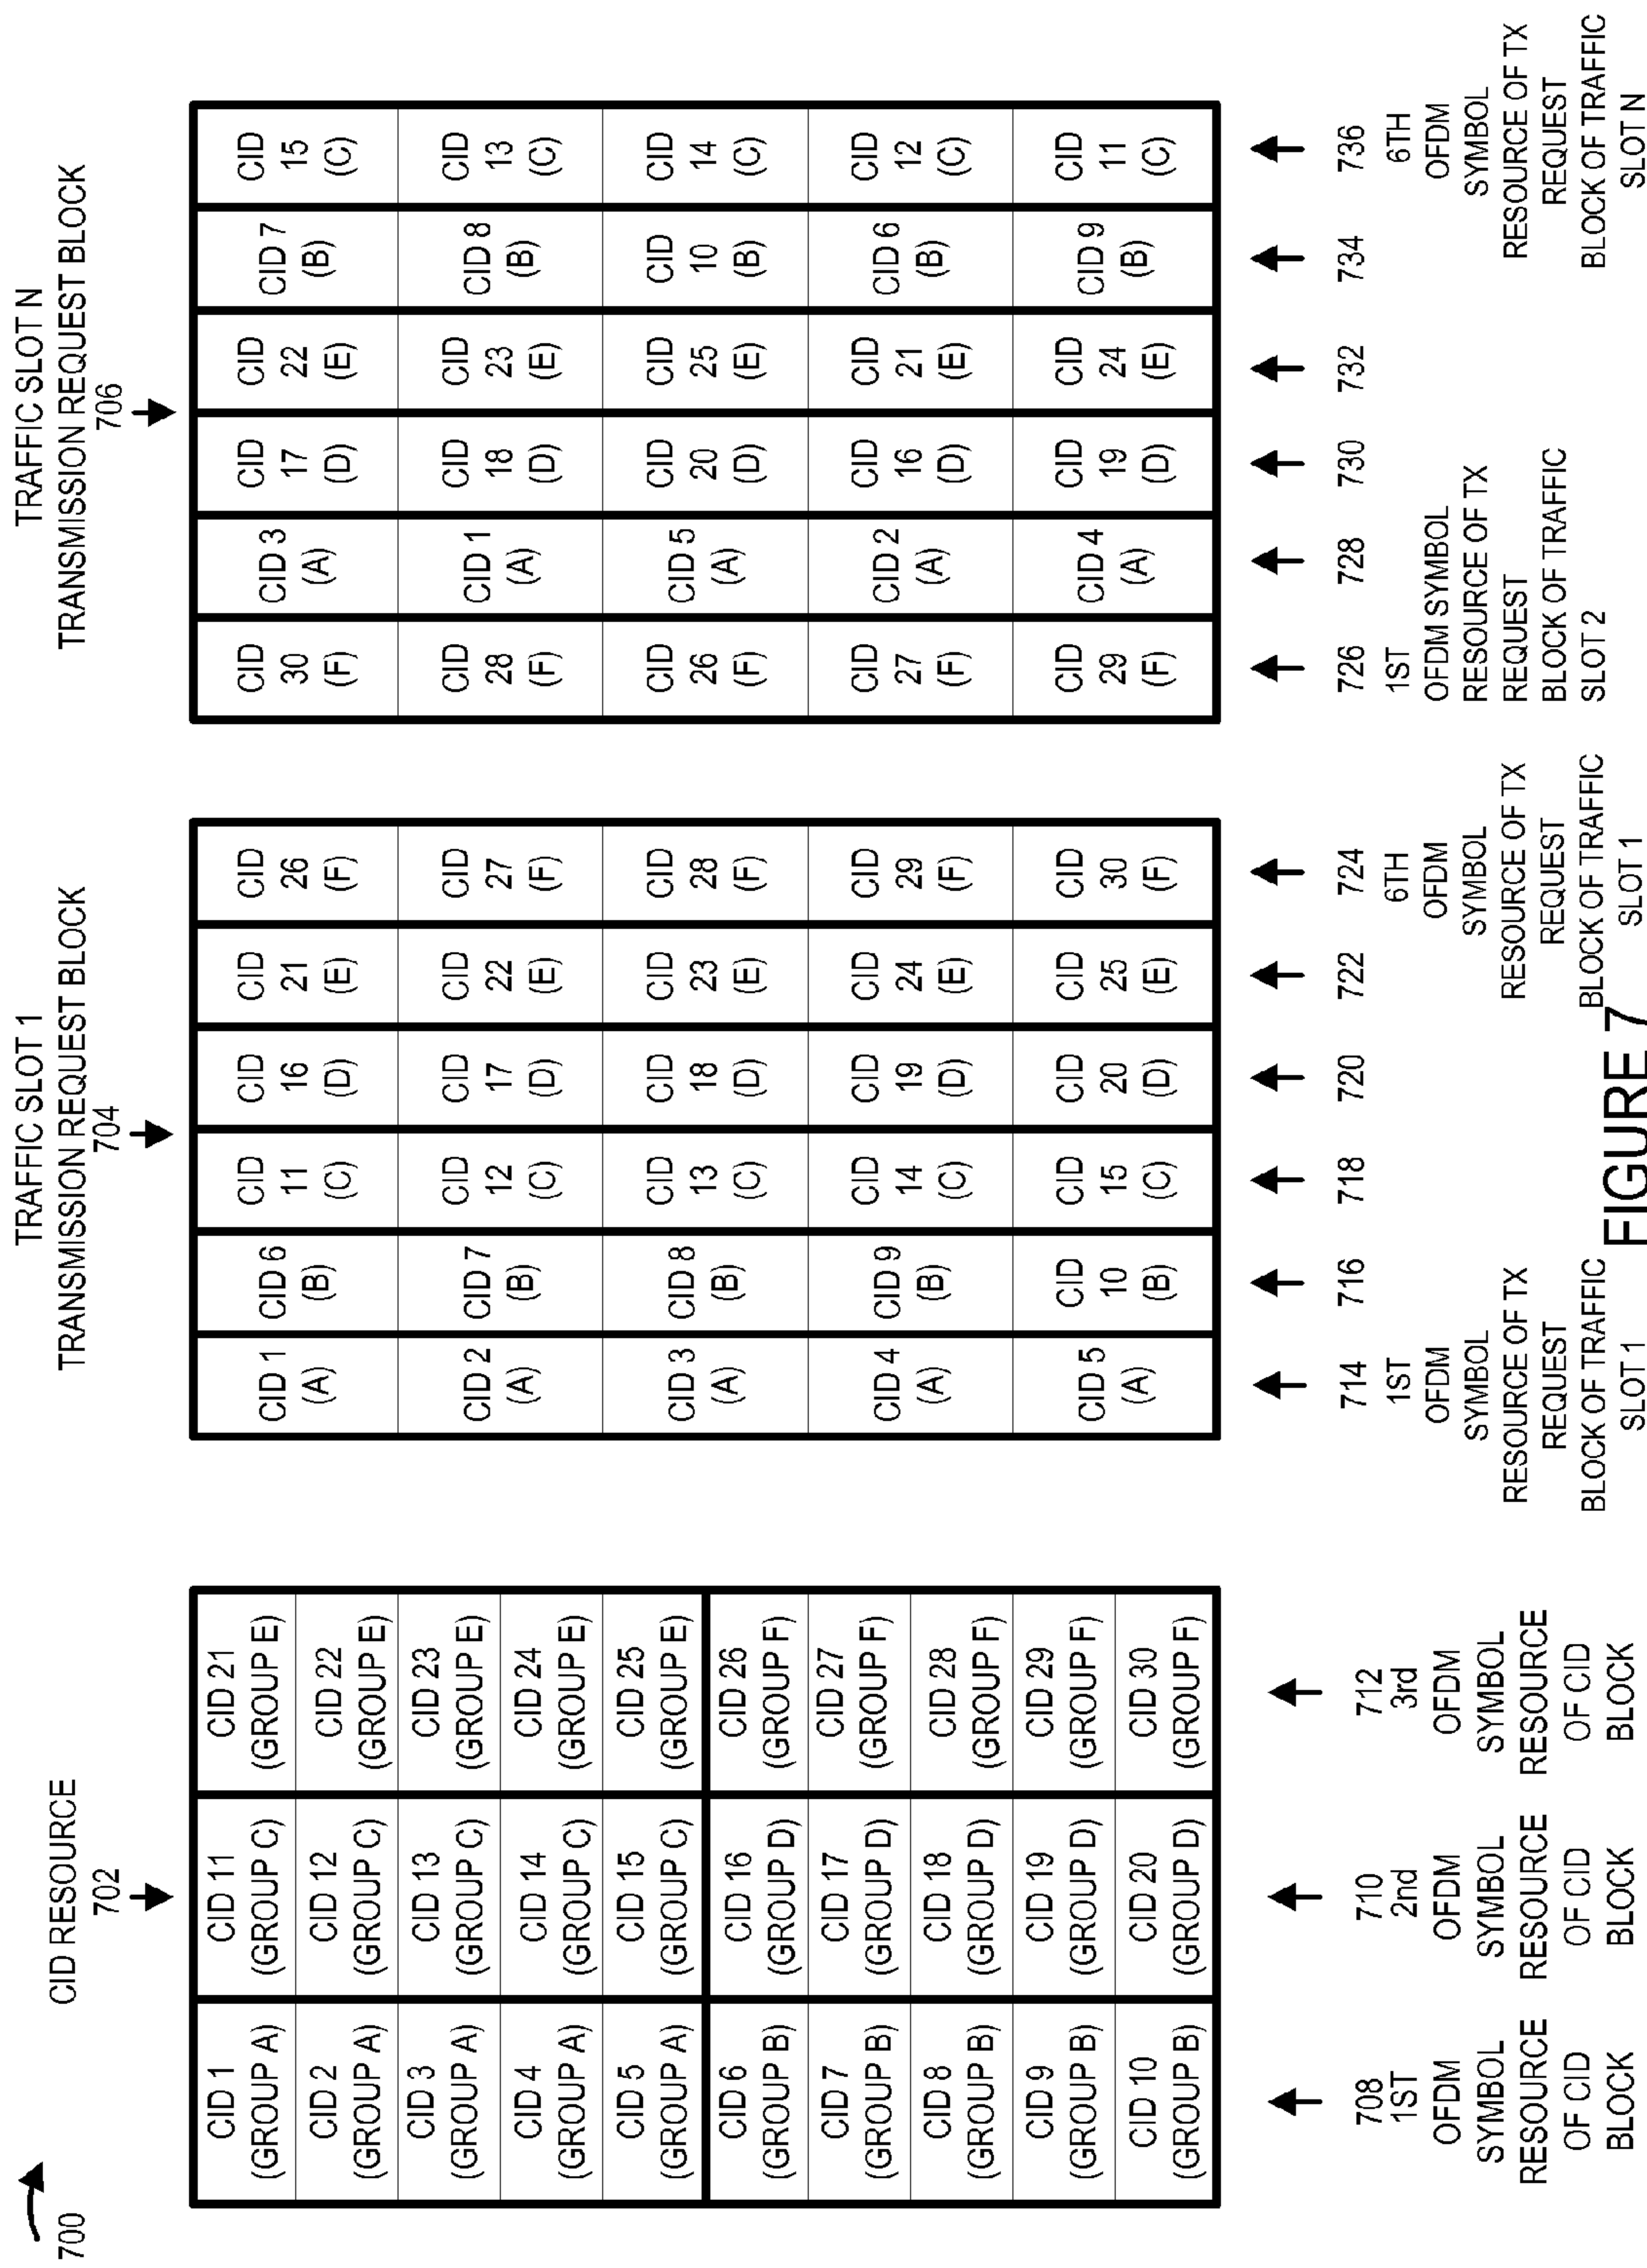 700
CID RESOURCE
702
CID 1
(GROUP A)
CID 11
(GROUP C)
CID 21
(GROUP E)
CID 2
(GROUP A)
CID 12
(GROUP C)
CID 22
(GROUP E)
CID 3
(GROUP A)
CID 13
(GROUP C)
CID 23
(GROUP E)
CID 4
(GROUP A)
CID 14
(GROUP C)
CID 24
(GROUP E)
CID 5
(GROUP A)
CID 15
(GROUP C)
CID 25
(GROUP E)
CID 6
(GROUP B)
CID 16
(GROUP D)
CID 26
(GROUP F)
CID 7
(GROUP B)
CID 17
(GROUP D)
CID 27
(GROUP F)
CID 8
(GROUP B)
CID 18
(GROUP D)
CID 28
(GROUP F)
CID 9
(GROUP B)
CID 19
(GROUP D)
CID 29
(GROUP F)
CID 10
(GROUP B)
CID 20
(GROUP D)
CID 30
(GROUP F)
708
1ST
OFDM
SYMBOL
RESOURCE
OF CID
BLOCK
710
2nd
OFDM
SYMBOL
RESOURCE
OF CID
BLOCK
712
3rd
OFDM
SYMBOL
RESOURCE
OF CID
BLOCK
TRAFFIC SLOT 1
TRANSMISSION REQUEST BLOCK
704
CID 1
(A)
CID 6
(B)
CID
11
(C)
CID
16
(D)
CID
21
(E)
CID
26
(F)
CID 2
(A)
CID 7
(B)
CID
12
(C)
CID
17
(D)
CID
22
(E)
CID
27
(F)
CID 3
(A)
CID 8
(B)
CID
13
(C)
CID
18
(D)
CID
23
(E)
CID
28
(F)
CID 4
(A)
CID 9
(B)
CID
14
(C)
CID
19
(D)
CID
24
(E)
CID
29
(F)
CID 5
(A)
CID
10
(B)
CID
15
(C)
CID
20
(D)
CID
25
(E)
CID
30
(F)
714
1ST
OFDM
SYMBOL
RESOURCE OF TX
REQUEST
BLOCK OF TRAFFIC
SLOT 1
716
718
720
722
724
6TH
OFDM
SYMBOL
RESOURCE OF TX
REQUEST
BLOCK OF TRAFFIC
SLOT 1
TRAFFIC SLOT N
TRANSMISSION REQUEST BLOCK
706
CID
30
(F)
CID 3
(A)
CID
17
(D)
CID
22
(E)
CID 7
(B)
CID
15
(C)
CID
28
(F)
CID 1
(A)
CID
18
(D)
CID
23
(E)
CID 8
(B)
CID
13
(C)
CID
26
(F)
CID 5
(A)
CID
20
(D)
CID
25
(E)
CID
10
(B)
CID
14
(C)
CID
27
(F)
CID 2
(A)
CID
16
(D)
CID
21
(E)
CID 6
(B)
CID
12
(C)
CID
29
(F)
CID 4
(A)
CID
19
(D)
CID
24
(E)
CID 9
(B)
CID
11
(C)
726
1ST
OFDM SYMBOL
RESOURCE OF TX
REQUEST
BLOCK OF TRAFFIC
SLOT 2
728
730
732
734
736
6TH
OFDM
SYMBOL
RESOURCE OF TX
REQUEST
BLOCK OF TRAFFIC
SLOT N
FIGURE 7